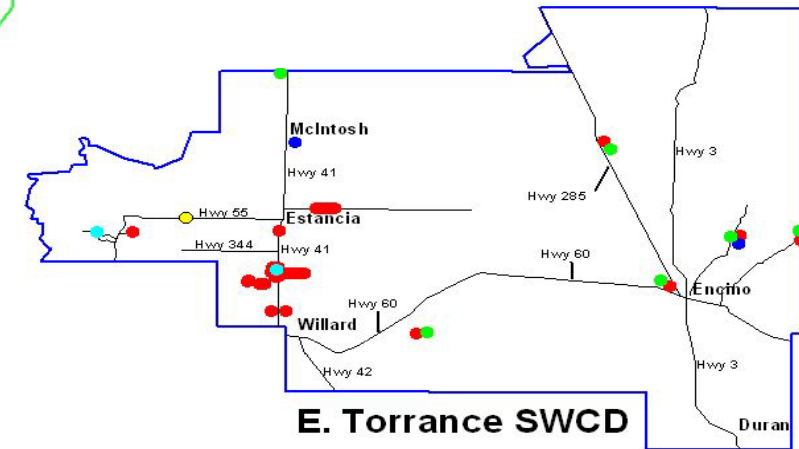 McIntosh
Hwy 41
Hwy 3
Hwy 285
Hwy 55
Estancia
Hwy 344
Hwy 41
Hwy 60
Encino
Hwy 60
Willard
Hwy 3
Hwy 42
E. Torrance SWCD
Duran